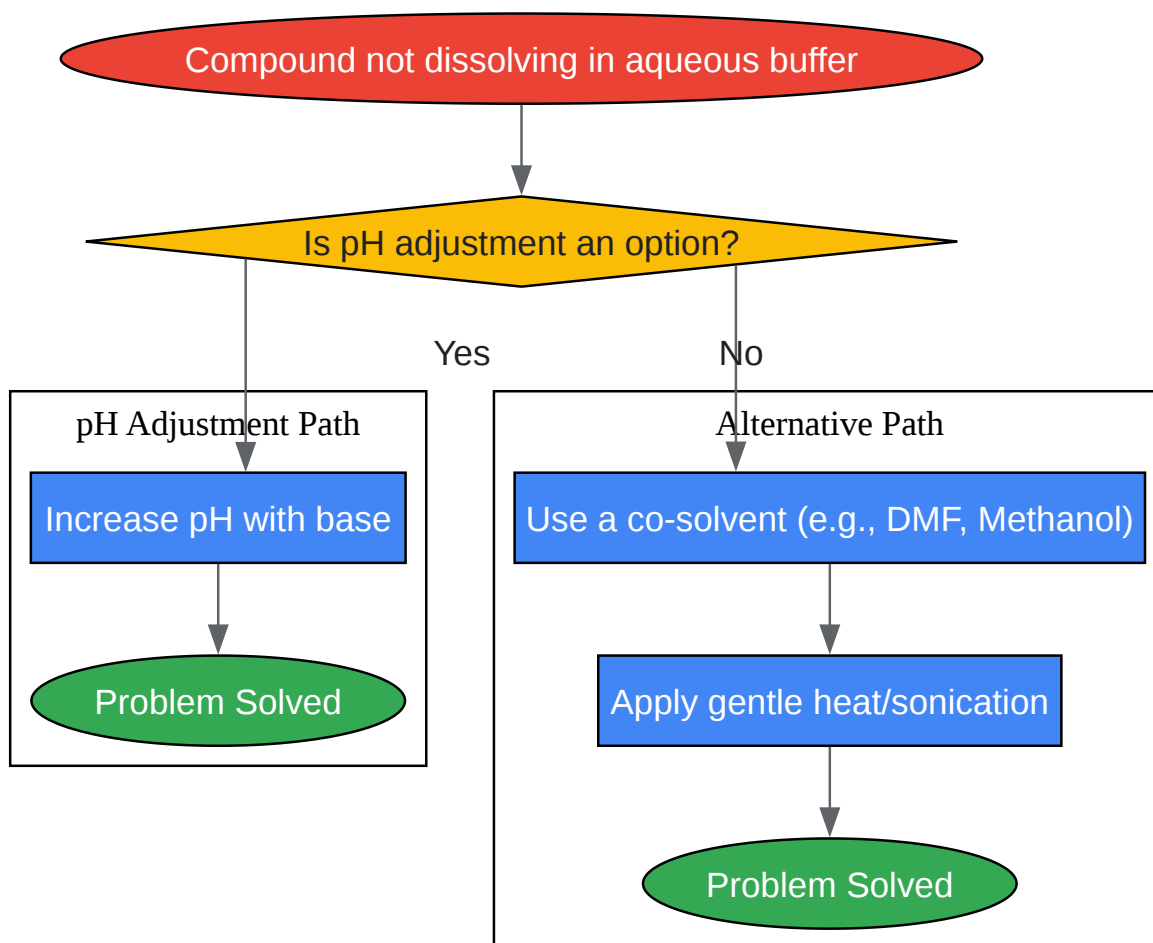 Compound not dissolving in aqueous buffer
Is pH adjustment an option?
Yes
No
pH Adjustment Path
Alternative Path
Increase pH with base
Use a co-solvent (e.g., DMF, Methanol)
Problem Solved
Apply gentle heat/sonication
Problem Solved